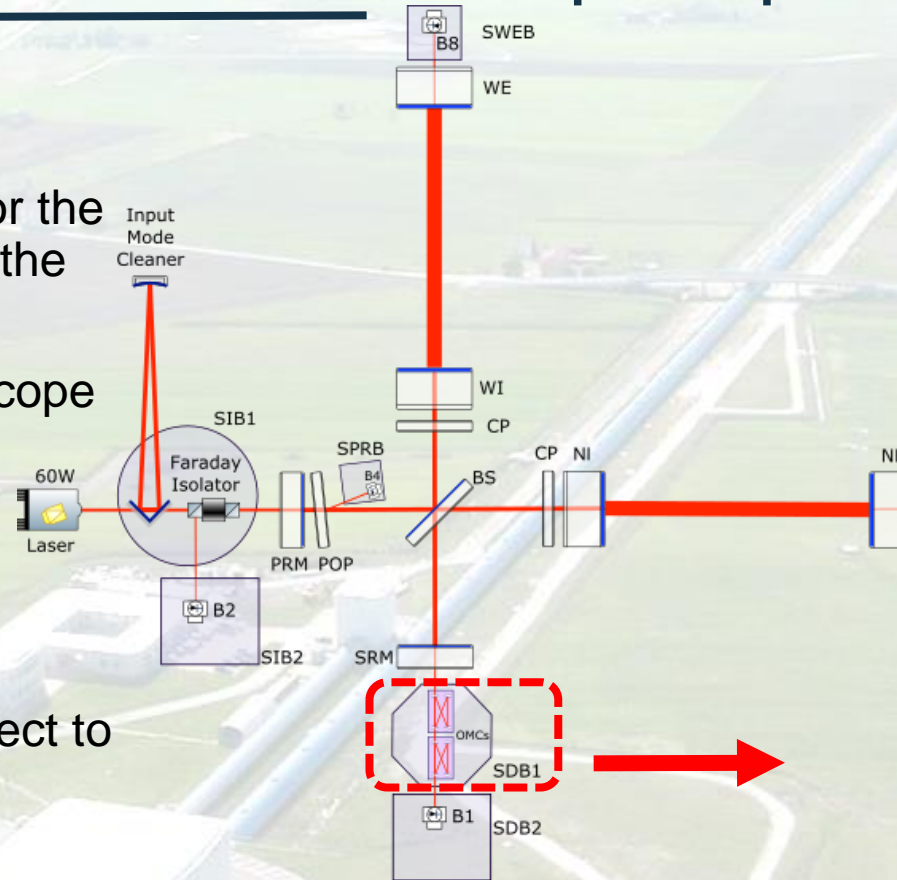 B8
SWEB
WE
or the
the
Input
Mode
Cleaner
cope
WI
CP
SIB1
SPRB
B4
Faraday
Isolator
60W
Laser
PRM POP
BS
CP NI
B2
SIB2
SRM
OMCs
SDB1
ect to
B1
SDB2